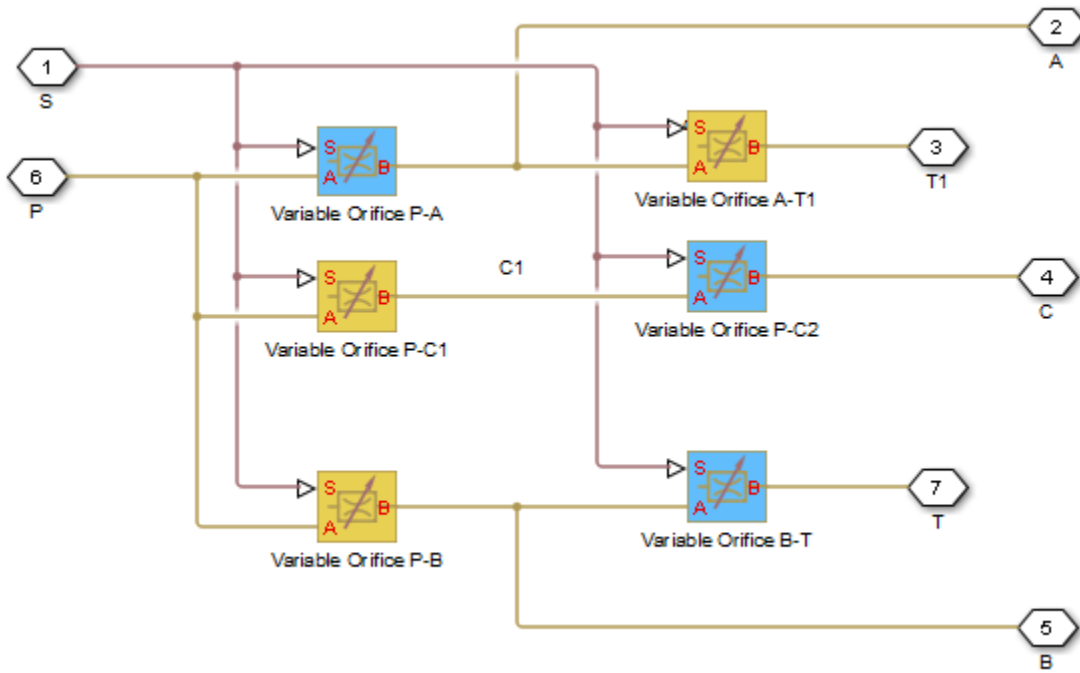 2
A
1
S
S
A
B
Variable Orifice P-A
S
A
B
Variable Orifice A-T1
3
T1
6
P
S
A
B
Variable Orifice P-C1
C1
S
A
B
Variable Orifice P-C2
4
C
S
A
B
Variable Orifice P-B
S
A
B
Variable Orifice B-T
7
T
5
B